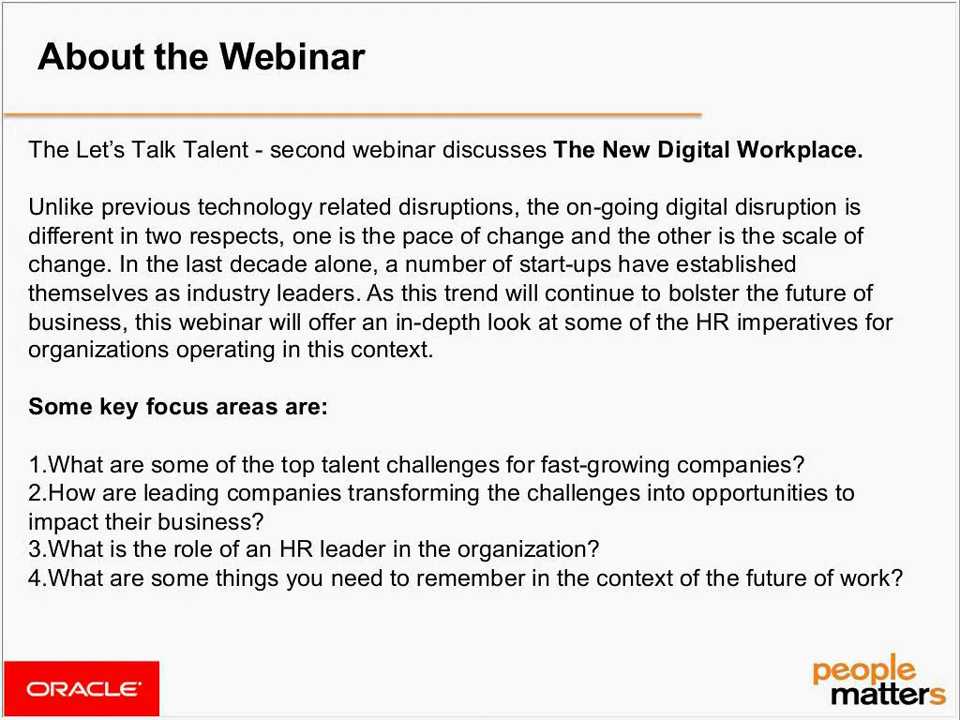 About the Webinar
The Let's Talk Talent - second webinar discusses The New Digital Workplace.
Unlike previous technology related disruptions, the on-going digital disruption is
different in two respects, one is the pace of change and the other is the scale of
change. In the last decade alone, a number of start-ups have established
themselves as industry leaders. As this trend will continue to bolster the future of
business, this webinar will offer an in-depth look at some of the HR imperatives for
organizations operating in this context.
Some key focus areas are:
1.What are some of the top talent challenges for fast-growing companies?
2.How are leading companies transforming the challenges into opportunities to
impact their business?
3.What is the role of an HR leader in the organization?
4.What are some things you need to remember in the context of the future of work?
ORACLE
people
matters